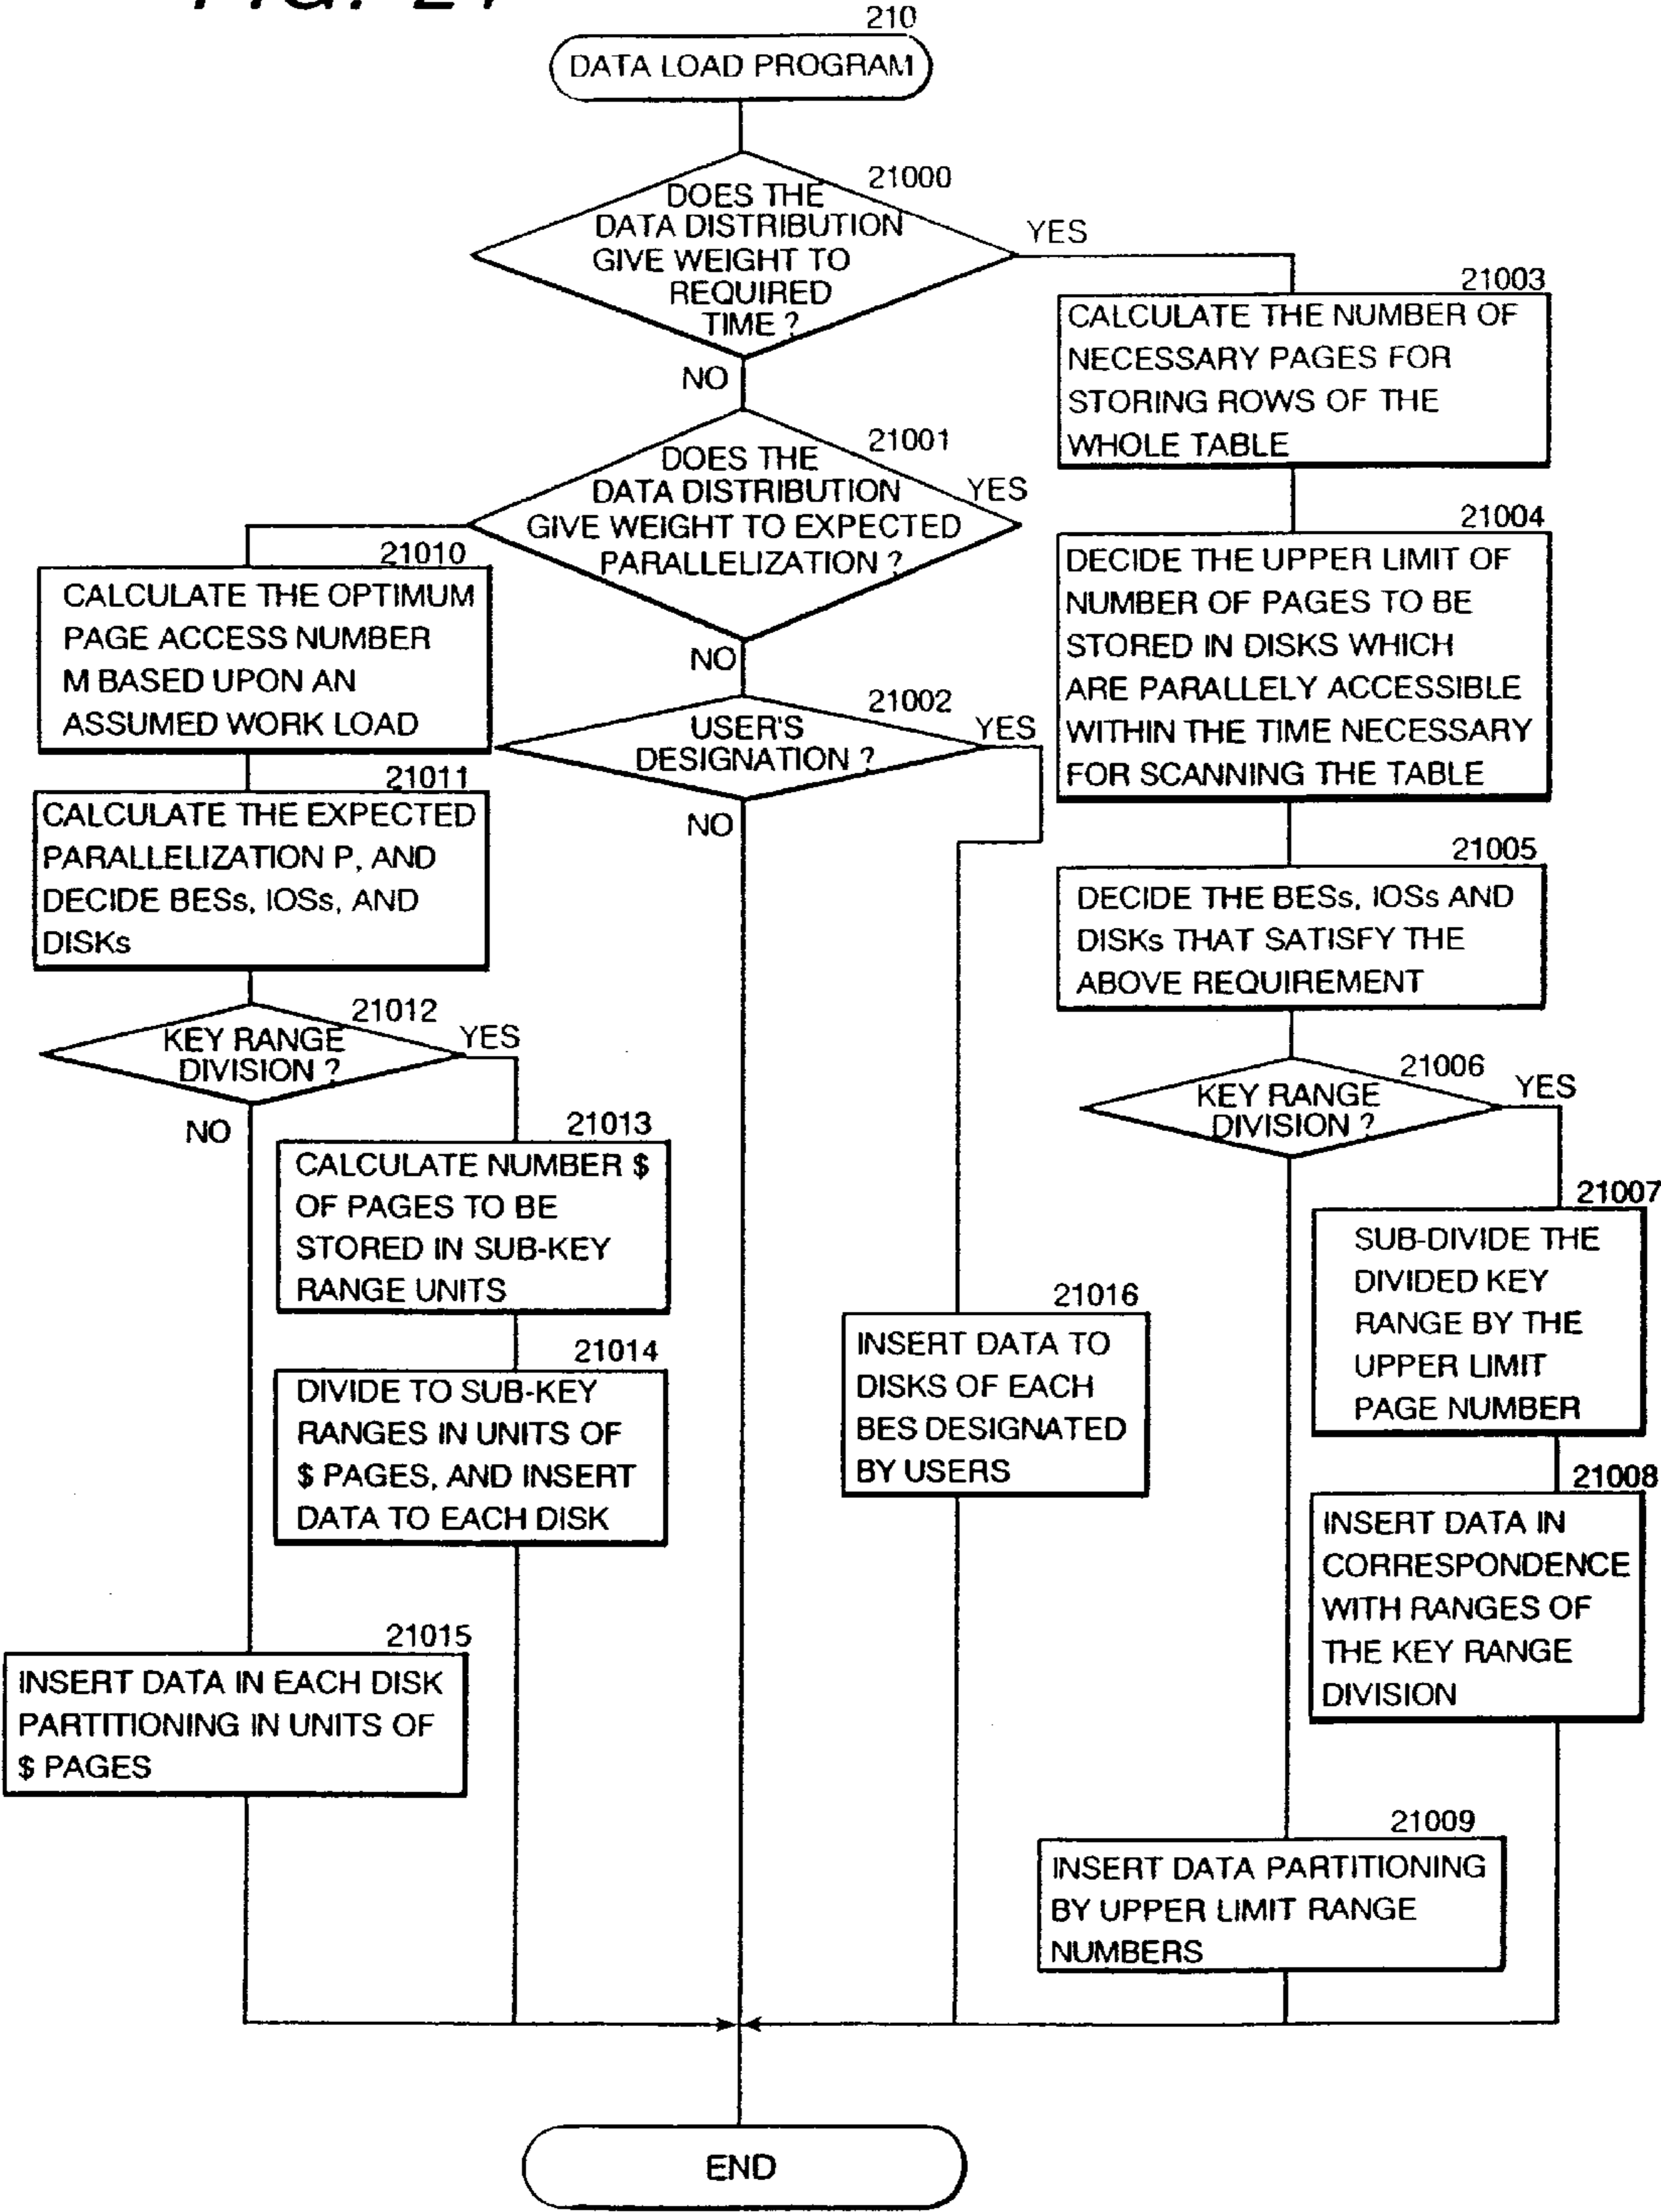 210
DATA LOAD PROGRAM
21000
DOES THE
DATA DISTRIBUTION
GIVE WEIGHT TO
REQUIRED
TIME ?
YES
NO
21003
CALCULATE THE NUMBER OF
NECESSARY PAGES FOR
STORING ROWS OF THE
WHOLE TABLE
21001
DOES THE
DATA DISTRIBUTION
GIVE WEIGHT TO EXPECTED
PARALLELIZATION ?
YES
NO
21004
DECIDE THE UPPER LIMIT OF
NUMBER OF PAGES TO BE
STORED IN DISKS WHICH
ARE PARALLELY ACCESSIBLE
WITHIN THE TIME NECESSARY
FOR SCANNING THE TABLE
21010
CALCULATE THE OPTIMUM
PAGE ACCESS NUMBER
M BASED UPON AN
ASSUMED WORK LOAD
21002
USER'S
DESIGNATION ?
YES
NO
21011
CALCULATE THE EXPECTED
PARALLELIZATION P, AND
DECIDE BESs, IOSs, AND
DISKs
21005
DECIDE THE BESs, IOSs AND
DISKs THAT SATISFY THE
ABOVE REQUIREMENT
21012
KEY RANGE
DIVISION ?
YES
NO
21006
KEY RANGE
DIVISION ?
YES
21013
CALCULATE NUMBER $
OF PAGES TO BE
STORED IN SUB-KEY
RANGE UNITS
21007
SUB-DIVIDE THE
DIVIDED KEY
RANGE BY THE
UPPER LIMIT
PAGE NUMBER
21016
INSERT DATA TO
DISKS OF EACH
BES DESIGNATED
BY USERS
21014
DIVIDE TO SUB-KEY
RANGES IN UNITS OF
$ PAGES, AND INSERT
DATA TO EACH DISK
21008
INSERT DATA IN
CORRESPONDENCE
WITH RANGES OF
THE KEY RANGE
DIVISION
21015
INSERT DATA IN EACH DISK
PARTITIONING IN UNITS OF
$ PAGES
21009
INSERT DATA PARTITIONING
BY UPPER LIMIT RANGE
NUMBERS
END